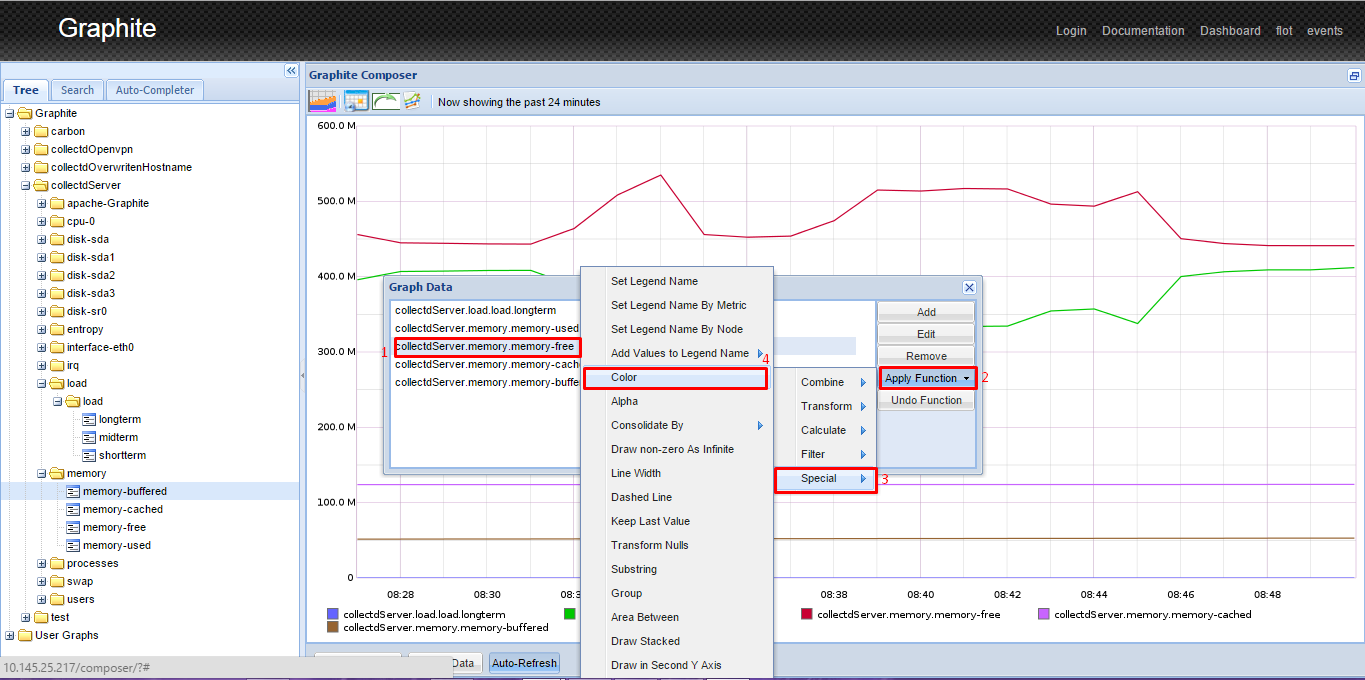 Graphite
Login Documentation Dashboard flot events
Tree Search Auto-Completer
Graphite
carbon
collectdOpenvpn
collectdOverwritenHostname
collectdServer
apache-Graphite
cpu-0
disk-sda
disk-sda1
disk-sda2
disk-sda3
disk-sr0
entropy
interface-eth0
irq
load
load
longterm
midterm
shortterm
memory
memory-buffered
memory-cached
memory-free
memory-used
processes
swap
users
test
User Graphs
10.145.25.217/composer/?#
Graphite Composer
Now showing the past 24 minutes
600.0 M
500.0 M
400.0 M
300.0 M
200.0 M
100.0 M
0
Graph Data
collectdServer.load.load.longterm
collectdServer.memory.memory-used
1 collectdServer.memory.memory-free
collectdServer.memory.memory-cach
collectdServer.memory.memory-buffe
Set Legend Name
Set Legend Name By Metric
Set Legend Name By Node
Add Values to Legend Name
4
Color
Alpha
Consolidate By
Draw non-zero As Infinite
Line Width
Dashed Line
Keep Last Value
Transform Nulls
Substring
Group
Area Between
Draw Stacked
Draw in Second Y Axis
Combine
Transform
Calculate
Filter
Special 3
Add
Edit
Remove
Apply Function 2
Undo Function
08:28 08:30 08:3 08:38 08:40 08:42 08:44 08:46 08:48
collectdServer.load.load.longterm collectdServer.memory.memory-free collectdServer.memory.memory-cached
collectdServer.memory.memory-buffered
Data Auto-Refresh